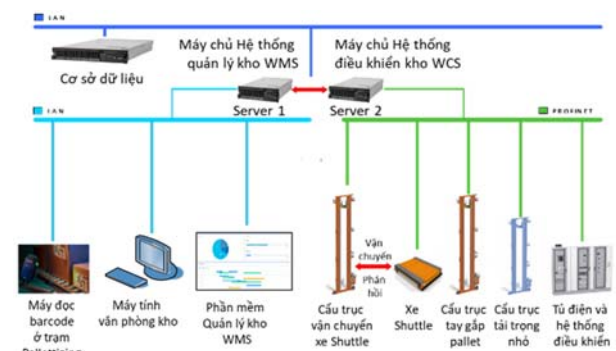 LAN
Máy chủ Hệ thống
quản lý kho WMS
Máy chủ Hệ thống
điều khiển kho WCS
Cơ sở dữ liệu
Server 1
Server 2
LAN
PROFINET
Vận
chuyển
Phản
hồi
Máy đọc
barcode
ở trạm
Pallettizing
Máy tính
văn phòng kho
Phần mềm
Quản lý kho
WMS
Cẩu trục
vận chuyển
xe Shuttle
Xe
Shuttle
Cẩu trục
tay gắp
pallet
Cẩu trục
tải trọng
nhỏ
Tủ điện và
hệ thống
điều khiển